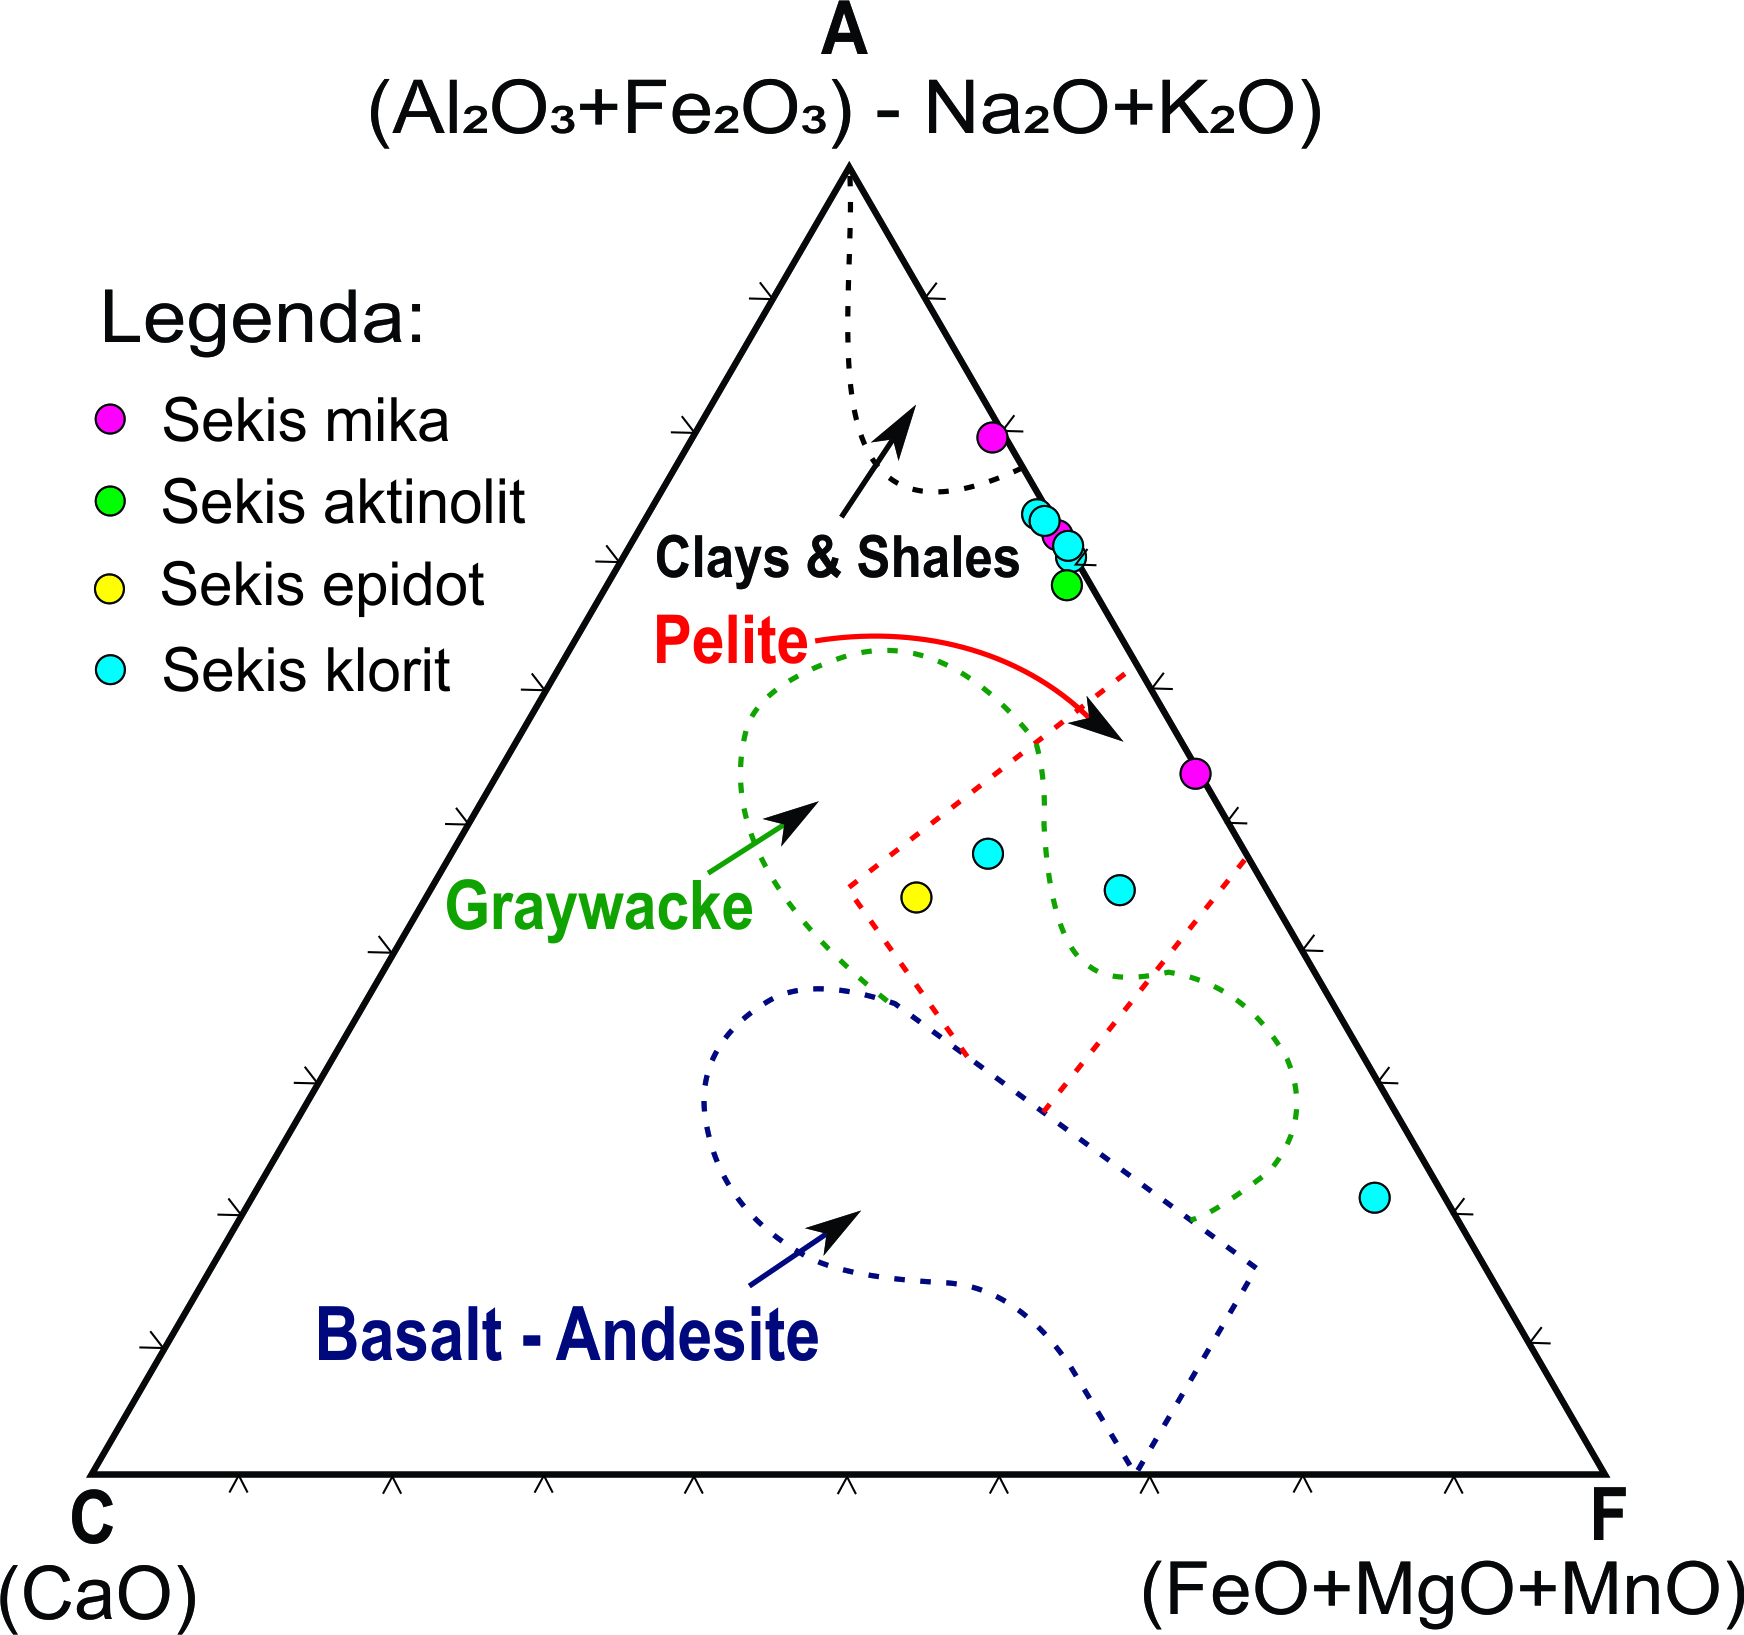 A
(Al₂O₃+Fe₂O₃) - Na₂O+K₂O)
Legenda:
Sekis mika
Sekis aktinolit
Sekis epidot
Sekis klorit
Clays & Shales
Pelite
Graywacke
Basalt - Andesite
C
(CaO)
F
(FeO+MgO+MnO)